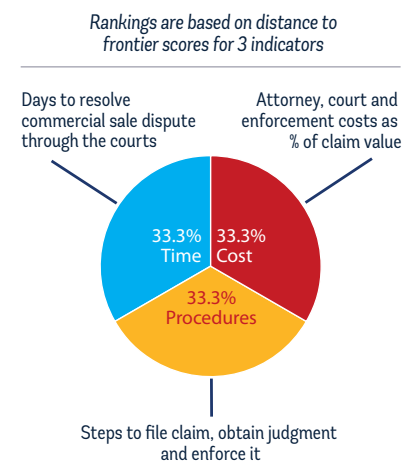 Rankings are based on distance to
frontier scores for 3 indicators
Days to resolve
commercial sale dispute
through the courts
Attorney, court and
enforcement costs as
% of claim value
33.3%
Time
33.3%
Cost
33.3%
Procedures
Steps to file claim, obtain judgment
and enforce it